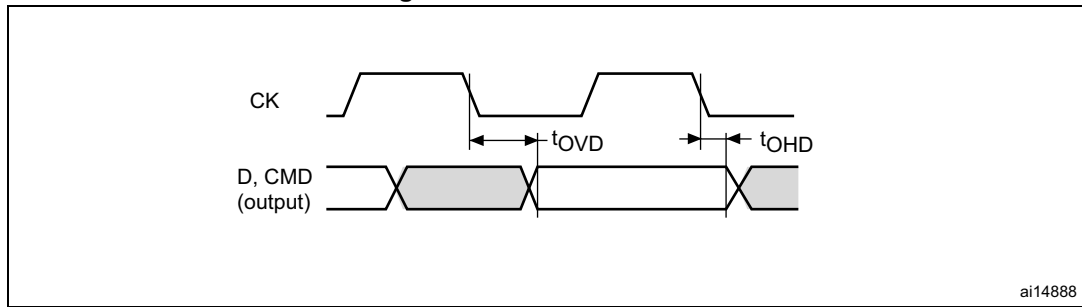 CK
tOVD
tOHD
D, CMD
(output)
ai14888